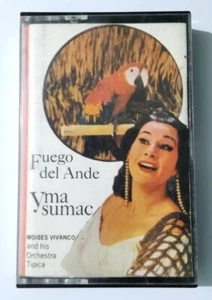 Fuego
del Ande
yma
sumac
MOISES VIVANCO
and his
Orchestra
Tipica